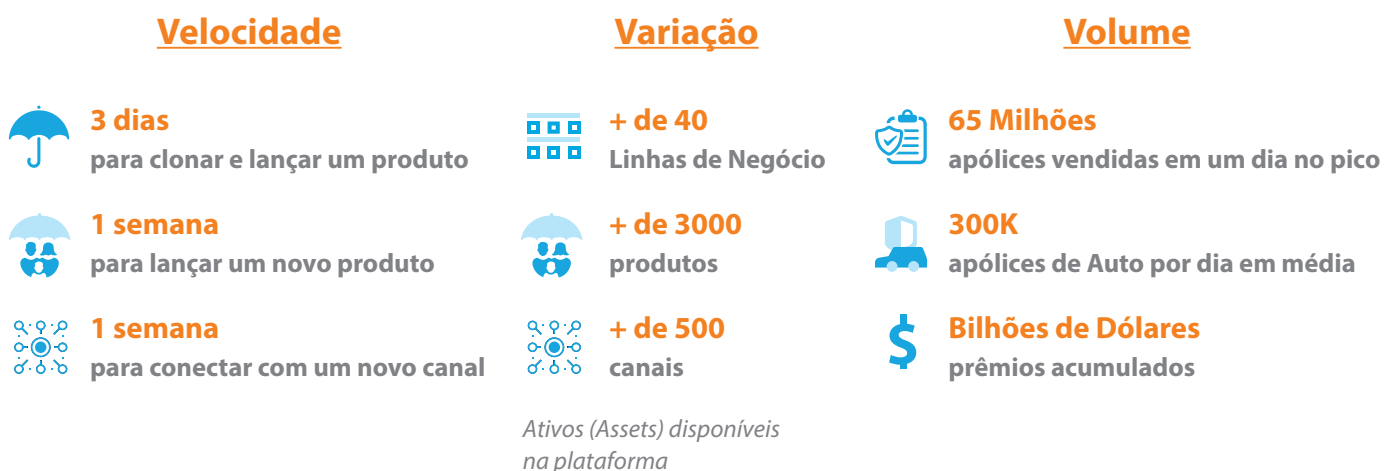 Velocidade
3 dias
para clonar e lançar um produto
1 semana
para lançar um novo produto
1 semana
para conectar com um novo canal
Variação
+ de 40
Linhas de Negócio
+ de 3000
produtos
+ de 500
canais
Ativos (Assets) disponíveis
na plataforma
Volume
65 Milhões
apólices vendidas em um dia no pico
300K
apólices de Auto por dia em média
Bilhões de Dólares
prêmios acumulados